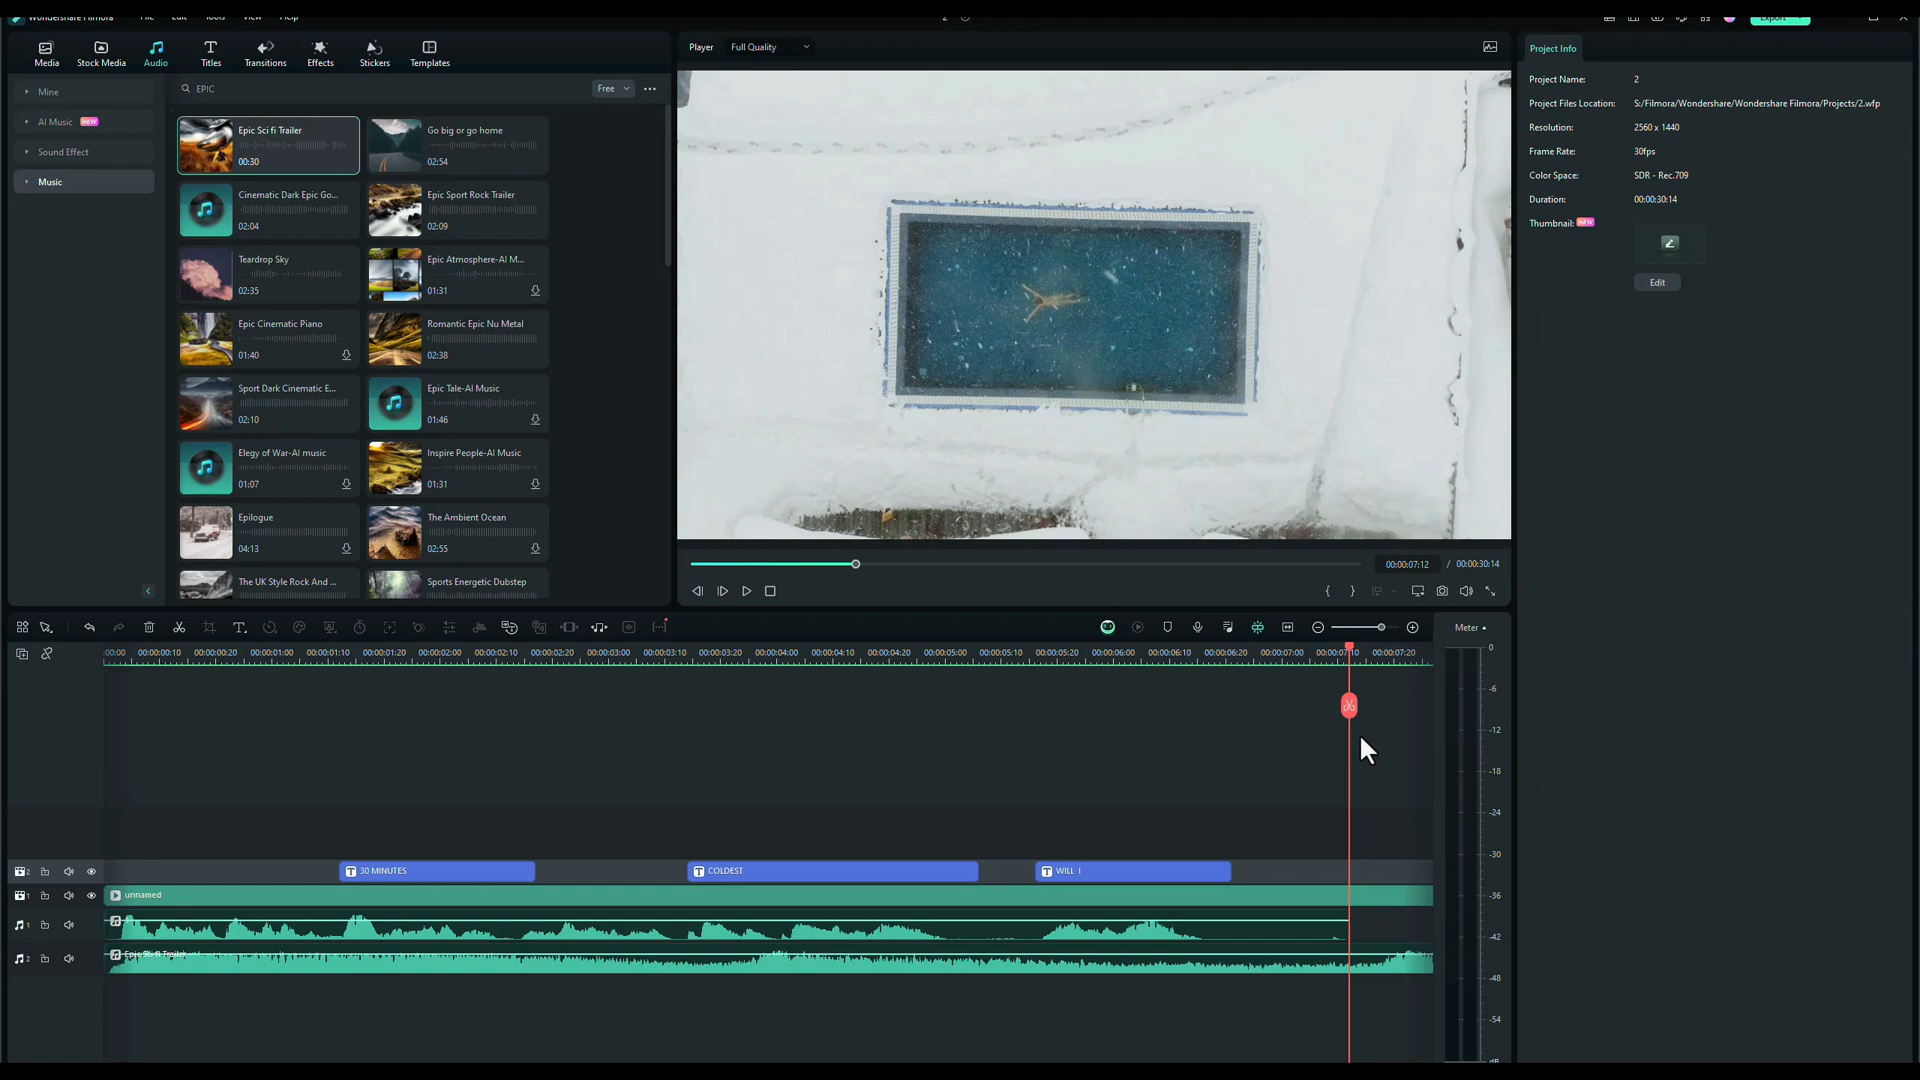 Wondershare Filmora File Edit Tools View Help
2
Export
Media Stock Media Audio Titles Transitions Effects Stickers Templates
Mine
AI Music NEW
Sound Effect
Music
EPIC
Free
Epic Sci fi Trailer
00:30
Go big or go home
02:54
Cinematic Dark Epic Go...
02:04
Epic Sport Rock Trailer
02:09
Teardrop Sky
02:35
Epic Atmosphere-AI M...
01:31
Epic Cinematic Piano
01:40
Romantic Epic Nu Metal
02:38
Sport Dark Cinematic E...
02:10
Epic Tale-AI Music
01:46
Elegy of War-AI music
01:07
Inspire People-AI Music
01:31
Epilogue
04:13
The Ambient Ocean
02:55
The UK Style Rock And ...
Sports Energetic Dubstep
Player Full Quality
00:00:07:12 / 00:00:30:14
Project Info
Project Name: 2
Project Files Location: S:/Filmora/Wondershare/Wondershare Filmora/Projects/2.wfp
Resolution: 2560 x 1440
Frame Rate: 30fps
Color Space: SDR - Rec.709
Duration: 00:00:30:14
Thumbnail: NEW
Edit
Meter
:00:00 00:00:00:10 00:00:00:20 00:00:01:00 00:00:01:10 00:00:01:20 00:00:02:00 00:00:02:10 00:00:02:20 00:00:03:00 00:00:03:10 00:00:03:20 00:00:04:00 00:00:04:10 00:00:04:20 00:00:05:00 00:00:05:10 00:00:05:20 00:00:06:00 00:00:06:10 00:00:06:20 00:00:07:00 00:00:07:10 00:00:07:20
2 30 MINUTES COLDEST WILL I
1 unnamed
1
2 Epic Sci fi Trailer
0
-6
-12
-18
-24
-30
-36
-42
-48
-54
dB